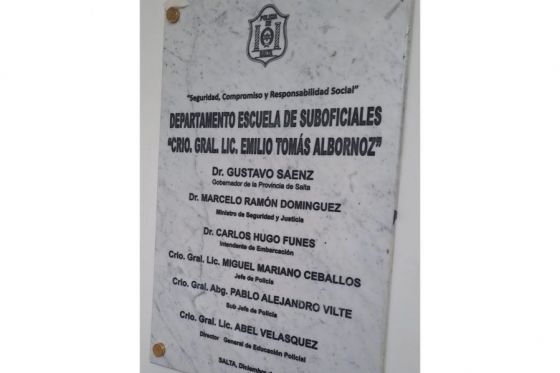 POLICIA DE
SALTA
"Seguridad, Compromiso y Responsabilidad Social"
DEPARTAMENTO ESCUELA DE SUBOFICIALES
"CRIO. GRAL. LIC. EMILIO TOMÁS ALBORNOZ"
Dr. GUSTAVO SAENZ
Gobernador de la Provincia de Salta
Dr. MARCELO RAMÓN DOMINGUEZ
Ministro de Seguridad y Justicia
Dr. CARLOS HUGO FUNES
Intendente de Embarcación
Crio. Gral. Lic. MIGUEL MARIANO CEBALLOS
Jefe de Policía
Crio. Gral. Abg. PABLO ALEJANDRO VILTE
Sub Jefe de Policía
Crio. Gral. Lic. ABEL VELASQUEZ
Director General de Educación Policial
SALTA, Diciembre